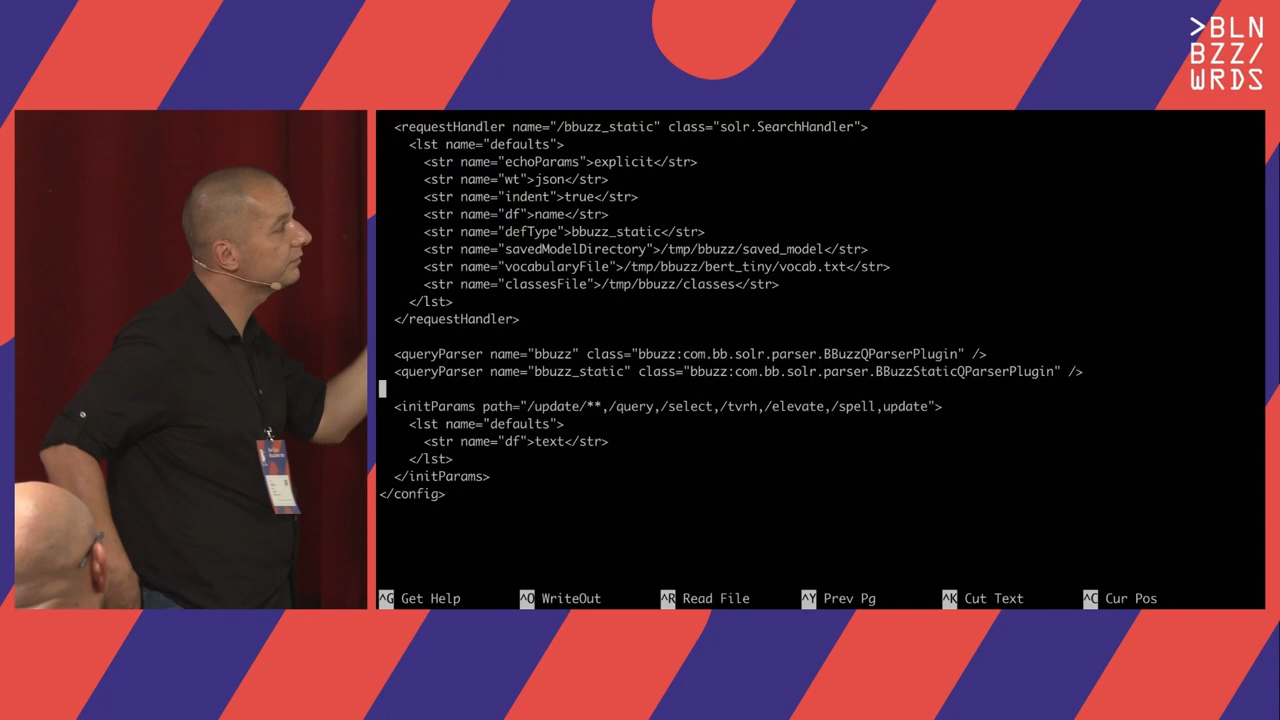 >BLN
BZZ/
WRDS
<requestHandler name="/bbuzz_static" class="solr.SearchHandler">
<lst name="defaults">
<str name="echoParams">explicit</str>
<str name="wt">json</str>
<str name="indent">true</str>
<str name="df">name</str>
<str name="defType">bbuzz_static</str>
<str name="savedModelDirectory">/tmp/bbuzz/saved_model</str>
<str name="vocabularyFile">/tmp/bbuzz/bert_tiny/vocab.txt</str>
<str name="classesFile">/tmp/bbuzz/classes</str>
</lst>
</requestHandler>
<queryParser name="bbuzz" class="bbuzz:com.bb.solr.parser.BBuzzQParserPlugin" />
<queryParser name="bbuzz_static" class="bbuzz:com.bb.solr.parser.BBuzzStaticQParserPlugin" />
<initParams path="/update/**,/query,/select,/tvrh,/elevate,/spell,update">
<lst name="defaults">
<str name="df">text</str>
</lst>
</initParams>
</config>
^G Get Help ^O WriteOut ^R Read File ^Y Prev Pg ^K Cut Text ^C Cur Pos